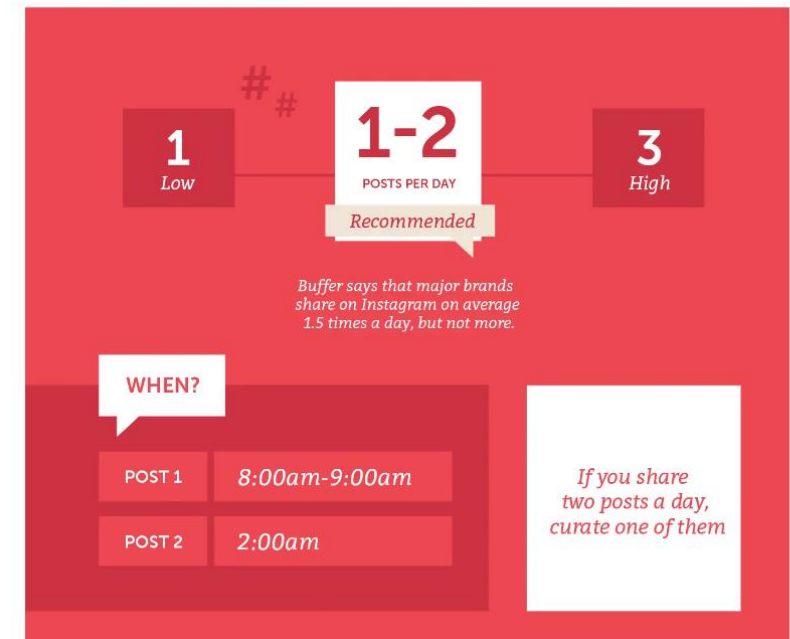 #
#
1
Low
1-2
POSTS PER DAY
Recommended
3
High
Buffer says that major brands
share on Instagram on average
1.5 times a day, but not more.
WHEN?
POST 1
8:00am-9:00am
POST 2
2:00am
If you share
two posts a day,
curate one of them